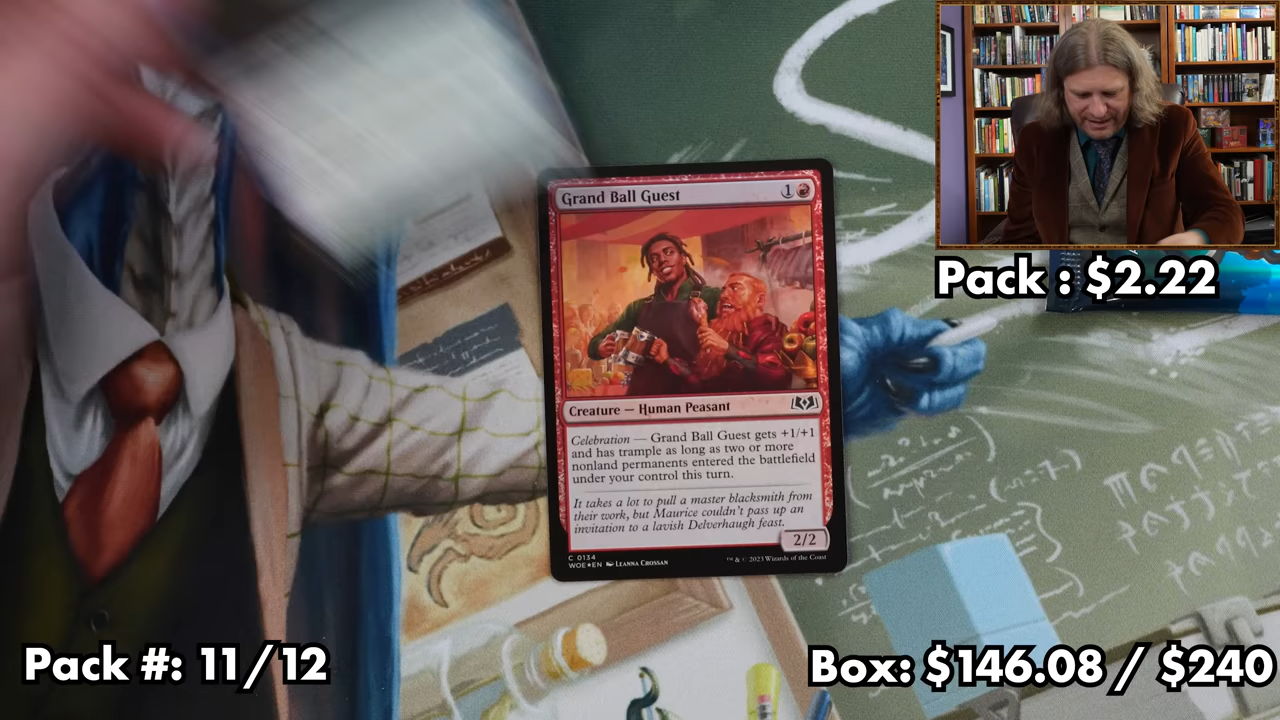 Grand Ball Guest 1
Creature — Human Peasant
Celebration — Grand Ball Guest gets +1/+1
and has trample as long as two or more
nonland permanents entered the battlefield
under your control this turn.
It takes a lot to pull a master blacksmith from
their work, but Maurice couldn't pass up an
invitation to a lavish Delverhaugh feast.
2/2
C 0134
WOE★EN Leanna Crossan
™ & © 2023 Wizards of the Coast
Pack : $2.22
Pack #: 11/12
Box: $146.08 / $240